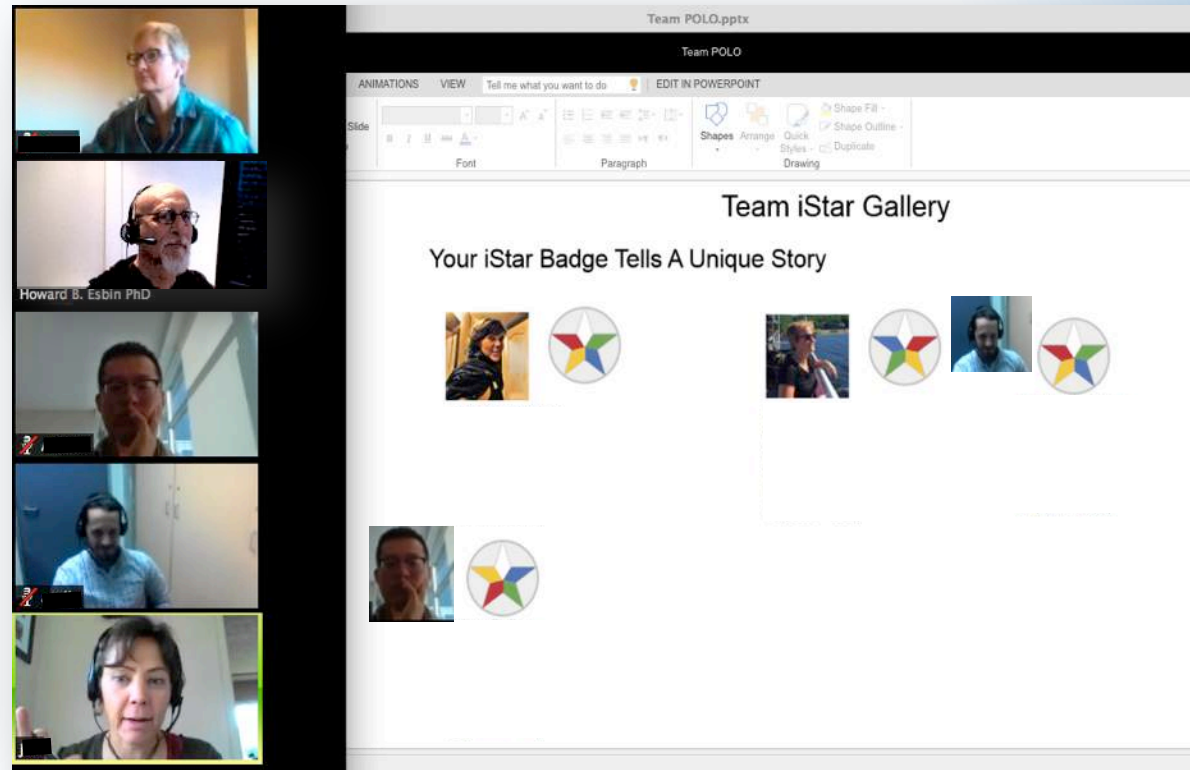 Team POLO.pptx
Team POLO
ANIMATIONS VIEW Tell me what you want to do EDIT IN POWERPOINT
Slide
Shapes Arrange Quick Styles
Shape Fill
Shape Outline
Duplicate
Font Paragraph Drawing
Team iStar Gallery
Your iStar Badge Tells A Unique Story
Howard B. Esbin PhD